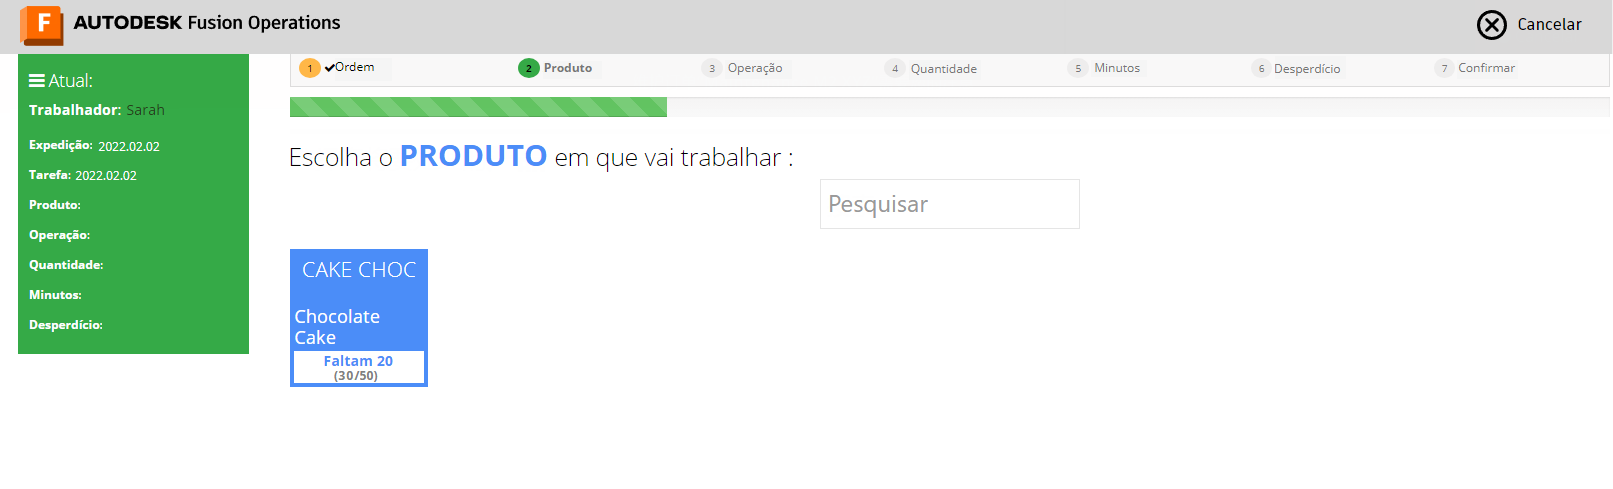 F AUTODESK Fusion Operations
Cancelar
Atual:
Trabalhador: Sarah
Expedição: 2022.02.02
Tarefa: 2022.02.02
Produto:
Operação:
Quantidade:
Minutos:
Desperdício:
1 Ordem
2 Produto
3 Operação
4 Quantidade
5 Minutos
6 Desperdício
7 Confirmar
Escolha o PRODUTO em que vai trabalhar :
Pesquisar
CAKE CHOC
Chocolate
Cake
Faltam 20
(30/50)